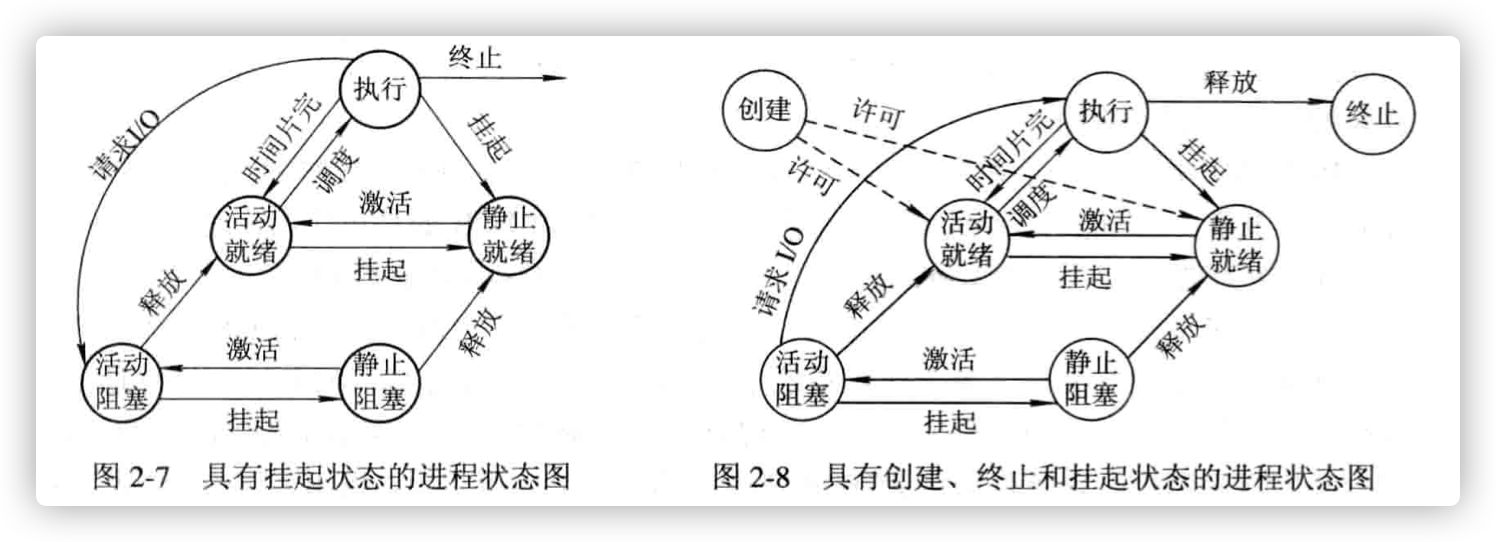 执行
终止
请求I/O
时间片完
调度
挂起
活动
就绪
激活
挂起
静止
就绪
释放
释放
活动
阻塞
激活
挂起
静止
阻塞
图 2-7 具有挂起状态的进程状态图
创建
许可
许可
执行
释放
终止
请求 I/O
时间片完
调度
挂起
活动
就绪
激活
挂起
静止
就绪
释放
释放
活动
阻塞
激活
挂起
静止
阻塞
图 2-8 具有创建、终止和挂起状态的进程状态图